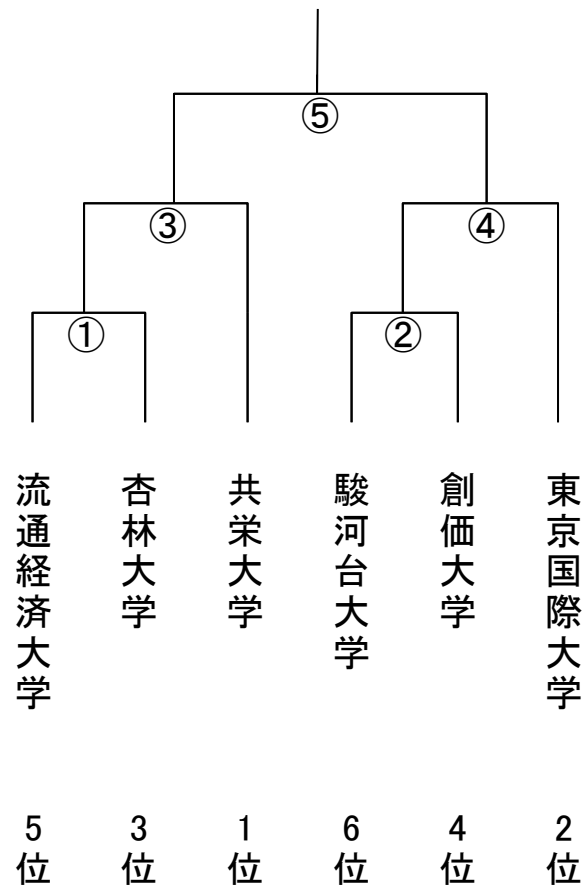 ⑤
③
④
①
②
流通経済大学
杏林大学
共栄大学
駿河台大学
創価大学
東京国際大学
5位
3位
1位
6位
4位
2位